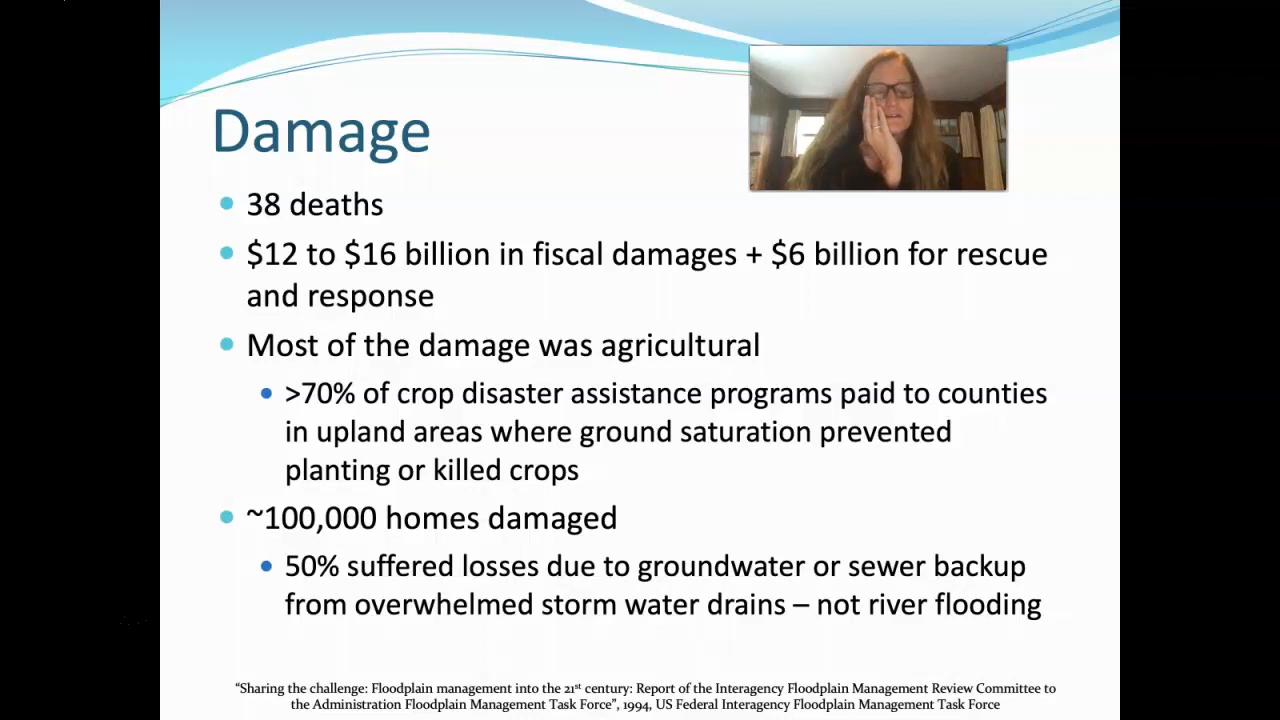 Damage
38 deaths
$12 to $16 billion in fiscal damages + $6 billion for rescue
and response
Most of the damage was agricultural
>70% of crop disaster assistance programs paid to counties
in upland areas where ground saturation prevented
planting or killed crops
~100,000 homes damaged
50% suffered losses due to groundwater or sewer backup
from overwhelmed storm water drains – not river flooding
“Sharing the challenge: Floodplain management into the 21st century: Report of the Interagency Floodplain Management Review Committee to
the Administration Floodplain Management Task Force”, 1994, US Federal Interagency Floodplain Management Task Force